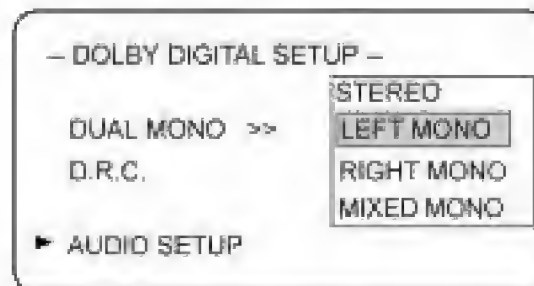 – DOLBY DIGITAL SETUP –
STEREO
DUAL MONO >> LEFT MONO
D.R.C. RIGHT MONO
MIXED MONO
► AUDIO SETUP